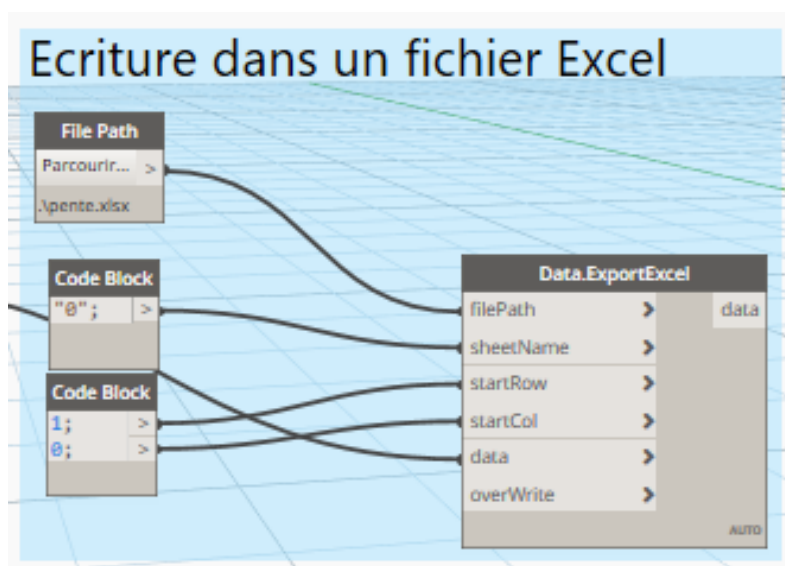 Ecriture dans un fichier Excel
File Path
Parcourir... >
.\pente.xlsx
Code Block
"0"; >
Code Block
1; >
0; >
Data.ExportExcel
filePath > data
sheetName >
startRow >
startCol >
data >
overWrite >
AUTO